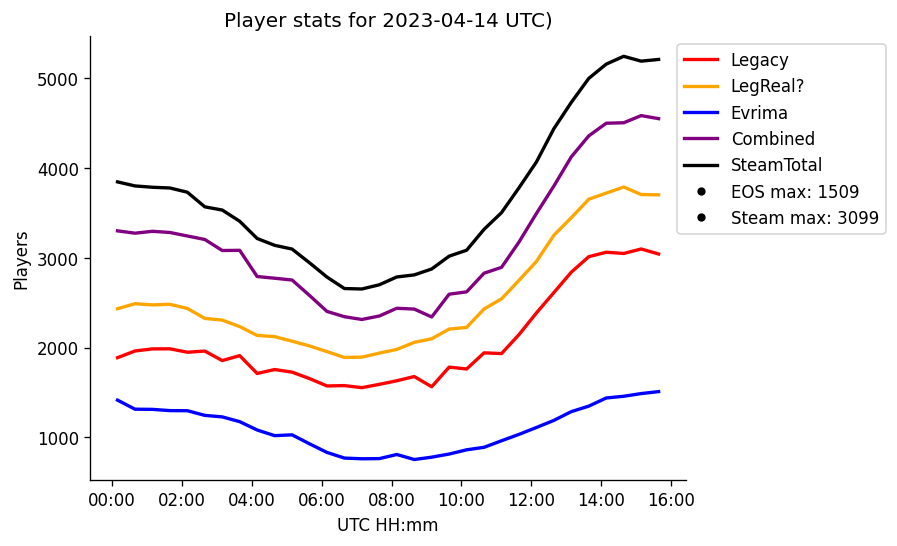 Player stats for 2023-04-14 UTC)
Players
5000
4000
3000
2000
1000
00:00 02:00 04:00 06:00 08:00 10:00 12:00 14:00 16:00
UTC HH:mm
Legacy
LegReal?
Evrima
Combined
SteamTotal
EOS max: 1509
Steam max: 3099